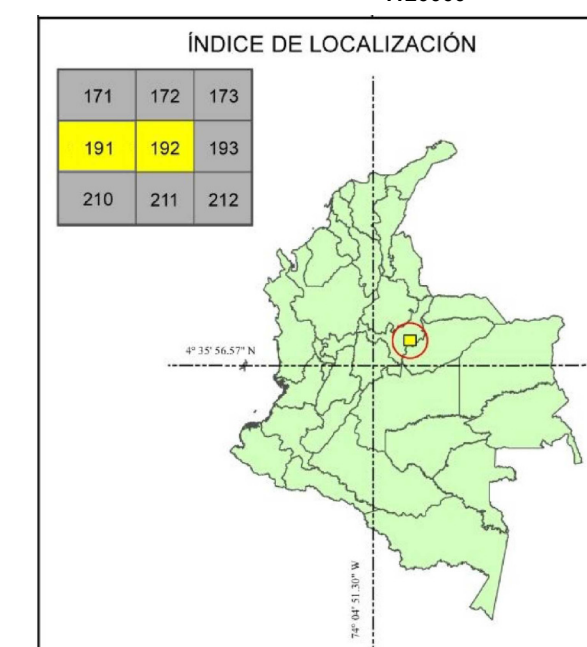 ÍNDICE DE LOCALIZACIÓN
171 172 173
191 192 193
210 211 212
4° 35' 56.57" N
74° 04' 51.30" W